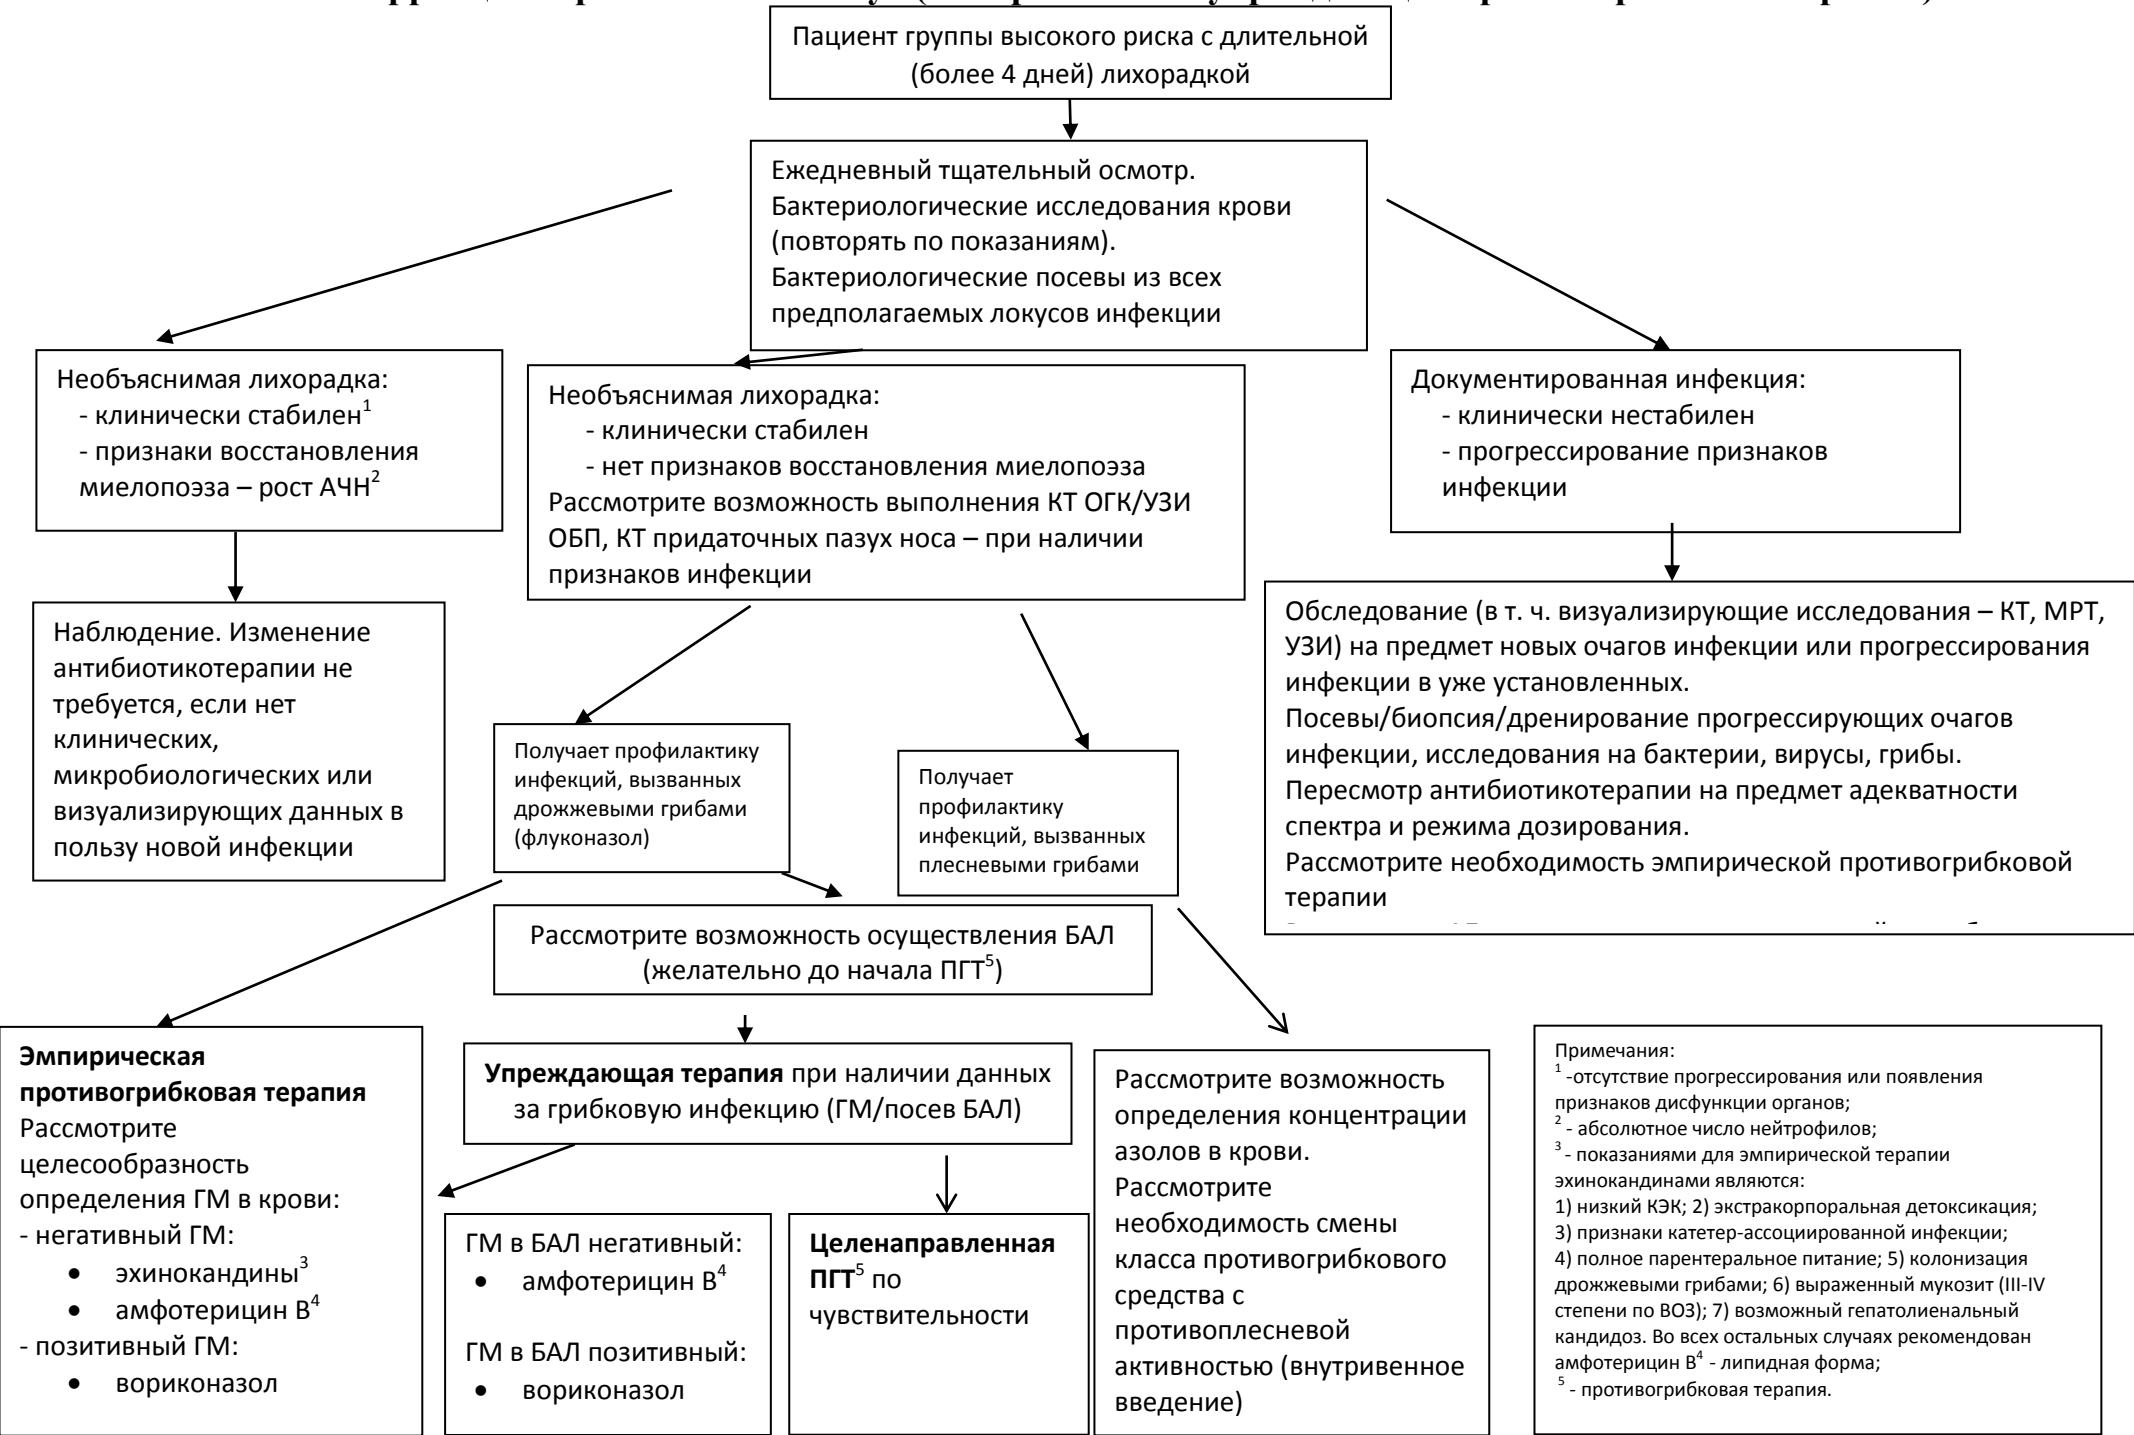 Пациент группы высокого риска с длительной
(более 4 дней) лихорадкой
Ежедневный тщательный осмотр.
Бактериологические исследования крови
(повторять по показаниям).
Бактериологические посевы из всех
предполагаемых локусов инфекции
Необъяснимая лихорадка:
- клинически стабилен1
- признаки восстановления
миелопоэза – рост АЧН2
Необъяснимая лихорадка:
- клинически стабилен
- нет признаков восстановления миелопоэза
Рассмотрите возможность выполнения КТ ОГК/УЗИ
ОБП, КТ придаточных пазух носа – при наличии
признаков инфекции
Документированная инфекция:
- клинически нестабилен
- прогрессирование признаков
инфекции
Наблюдение. Изменение
антибиотикотерапии не
требуется, если нет
клинических,
микробиологических или
визуализирующих данных в
пользу новой инфекции
Обследование (в т. ч. визуализирующие исследования – КТ, МРТ,
УЗИ) на предмет новых очагов инфекции или прогрессирования
инфекции в уже установленных.
Посевы/биопсия/дренирование прогрессирующих очагов
инфекции, исследования на бактерии, вирусы, грибы.
Пересмотр антибиотикотерапии на предмет адекватности
спектра и режима дозирования.
Рассмотрите необходимость эмпирической противогрибковой
терапии
Получает профилактику
инфекций, вызванных
дрожжевыми грибами
(флуконазол)
Получает
профилактику
инфекций, вызванных
плесневыми грибами
Рассмотрите возможность осуществления БАЛ
(желательно до начала ПГТ5)
Эмпирическая
противогрибковая терапия
Рассмотрите
целесообразность
определения ГМ в крови:
- негативный ГМ:
• эхинокандины3
• амфотерицин В4
- позитивный ГМ:
• вориконазол
Упреждающая терапия при наличии данных
за грибковую инфекцию (ГМ/посев БАЛ)
ГМ в БАЛ негативный:
• амфотерицин В4
ГМ в БАЛ позитивный:
• вориконазол
Целенаправленная
ПГТ5 по
чувствительности
Рассмотрите возможность
определения концентрации
азолов в крови.
Рассмотрите
необходимость смены
класса противогрибкового
средства с
противоплесневой
активностью (внутривенное
введение)
Примечания:
1 -отсутствие прогрессирования или появления
признаков дисфункции органов;
2 - абсолютное число нейтрофилов;
3 - показаниями для эмпирической терапии
эхинокандинами являются:
1) низкий КЭК; 2) экстракорпоральная детоксикация;
3) признаки катетер-ассоциированной инфекции;
4) полное парентеральное питание; 5) колонизация
дрожжевыми грибами; 6) выраженный мукозит (III-IV
степени по ВОЗ); 7) возможный гепатолиенальный
кандидоз. Во всех остальных случаях рекомендован
амфотерицин В4 - липидная форма;
5 - противогрибковая терапия.